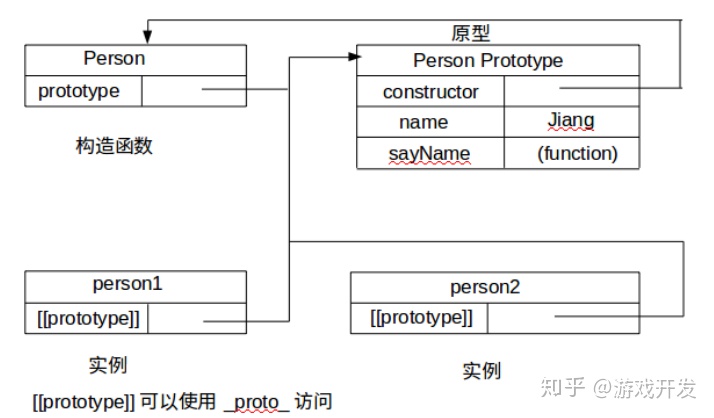 原型
Person
Person Prototype
prototype
constructor
name
Jiang
构造函数
sayName
(function)
person1
person2
[[prototype]]
[[prototype]]
实例
实例
[[prototype]] 可以使用 _proto_ 访问
知乎 @游戏开发